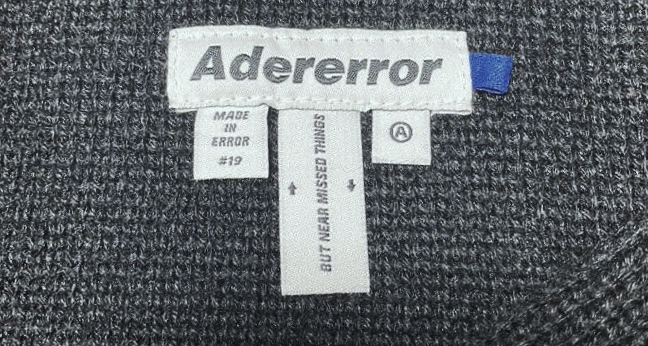 Adererror
MADE
IN
ERROR
#19
BUT NEAR MISSED THINGS
A